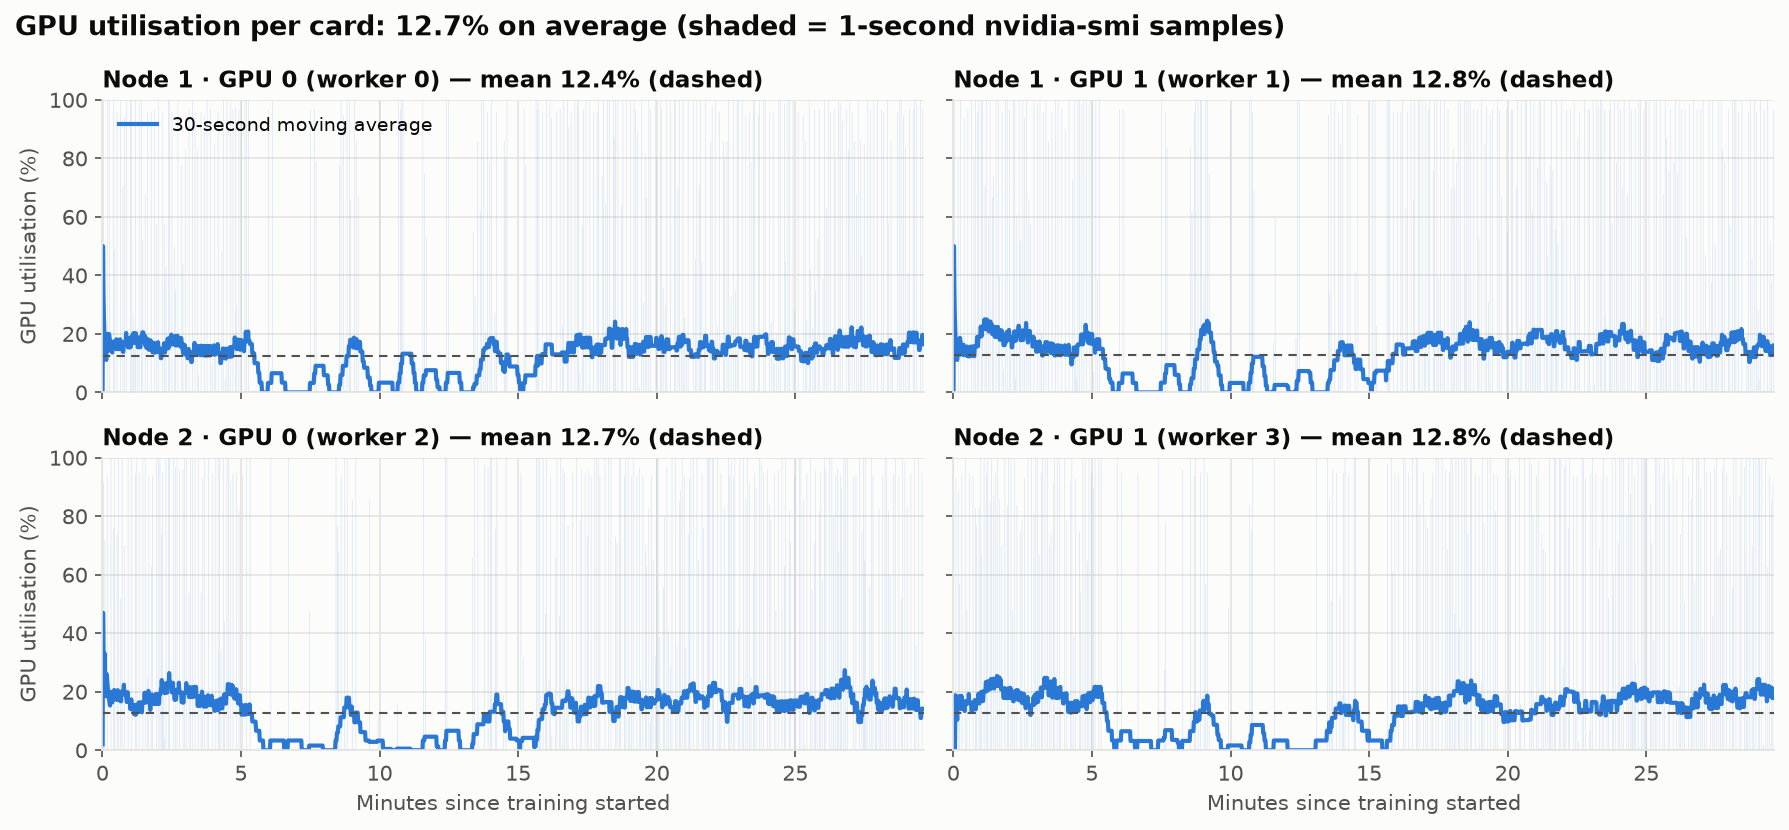 GPU utilisation per card: 12.7% on average (shaded = 1-second nvidia-smi samples)
Node 1 · GPU 0 (worker 0) — mean 12.4% (dashed)
GPU utilisation (%)
100
80
60
40
20
0
30-second moving average
0
5
10
15
20
25
Node 1 · GPU 1 (worker 1) — mean 12.8% (dashed)
Node 2 · GPU 0 (worker 2) — mean 12.7% (dashed)
GPU utilisation (%)
100
80
60
40
20
0
0 5 10 15 20 25
Minutes since training started
Node 2 · GPU 1 (worker 3) — mean 12.8% (dashed)
0 5 10 15 20 25
Minutes since training started